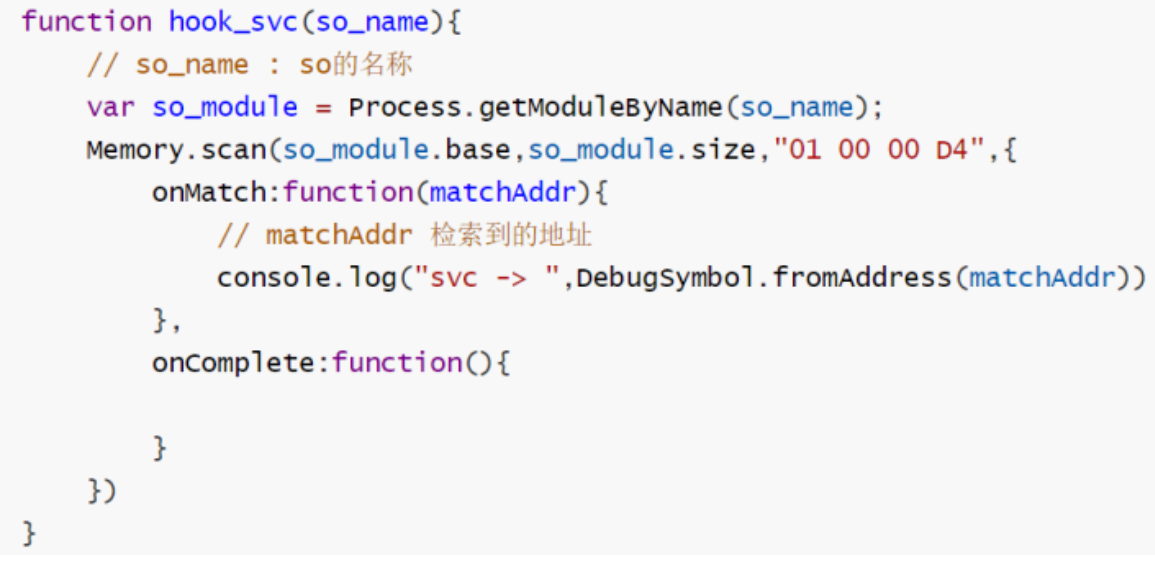 function hook_svc(so_name){
// so_name : so的名称
var so_module = Process.getModuleByName(so_name);
Memory.scan(so_module.base,so_module.size,"01 00 00 D4",{
onMatch:function(matchAddr){
// matchAddr 检索到的地址
console.log("svc -> ",DebugSymbol.fromAddress(matchAddr))
},
onComplete:function(){
}
})
}